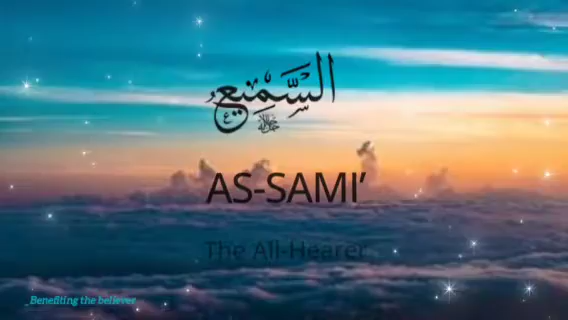 السَّمِيعُ
جل جلاله
AS-SAMI’
The All-Hearer
_Benefiting the believer